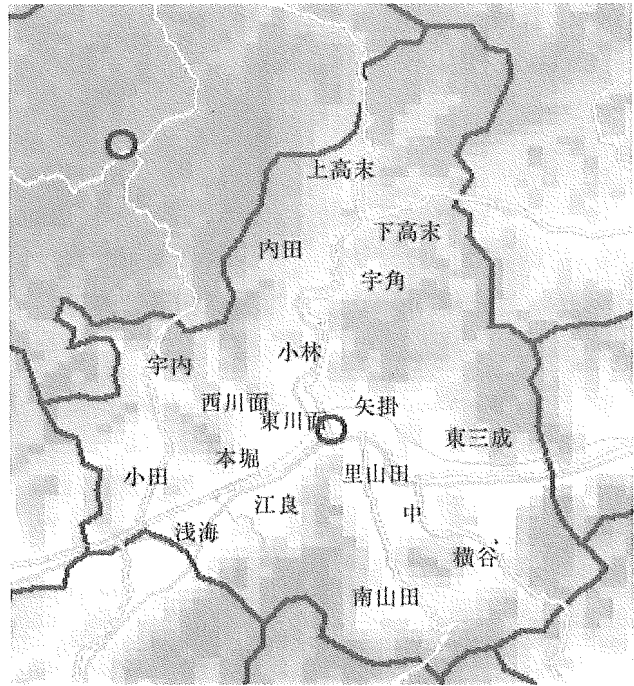 上高末
下高末
内田
宇角
小林
宇内
西川面
矢掛
東川面
東三成
本堀
小田
里山田
江良
中
浅海
横谷
南山田